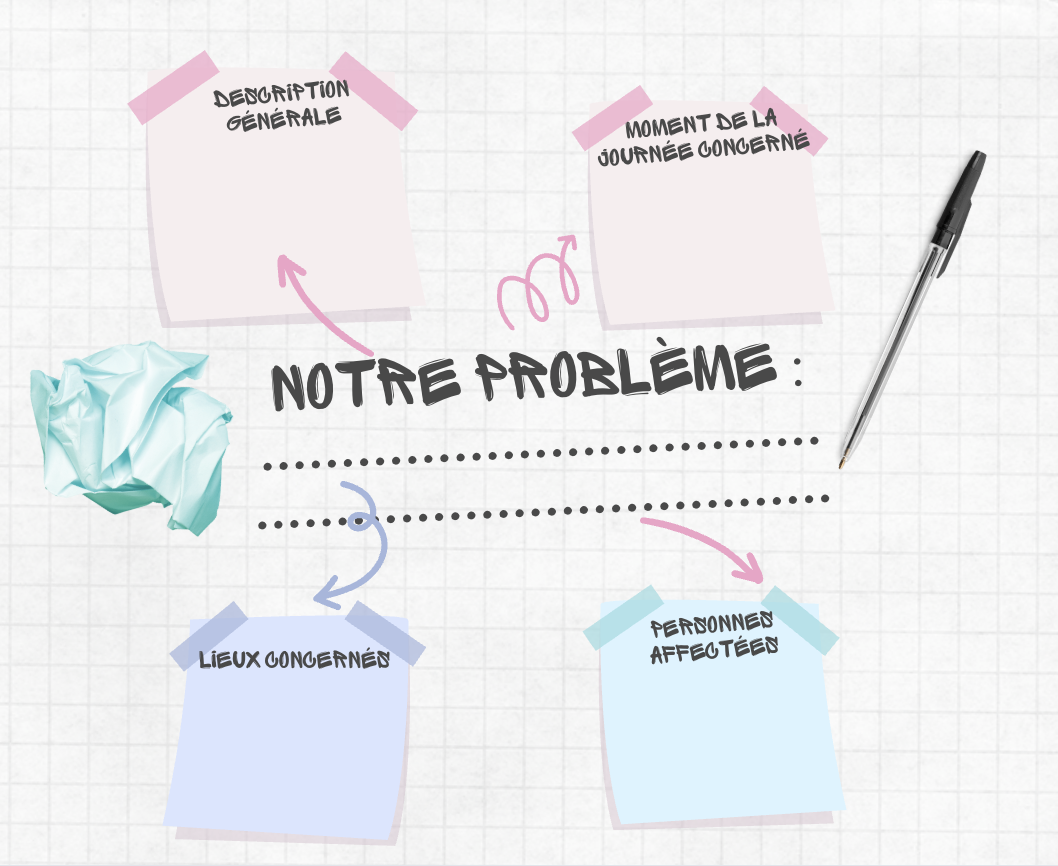 DESCRIPTION
GÉNÉRALE
MOMENT DE LA
JOURNÉE CONCERNÉ
NOTRE PROBLÈME :
LIEUX CONCERNÉS
PERSONNES
AFFECTÉES